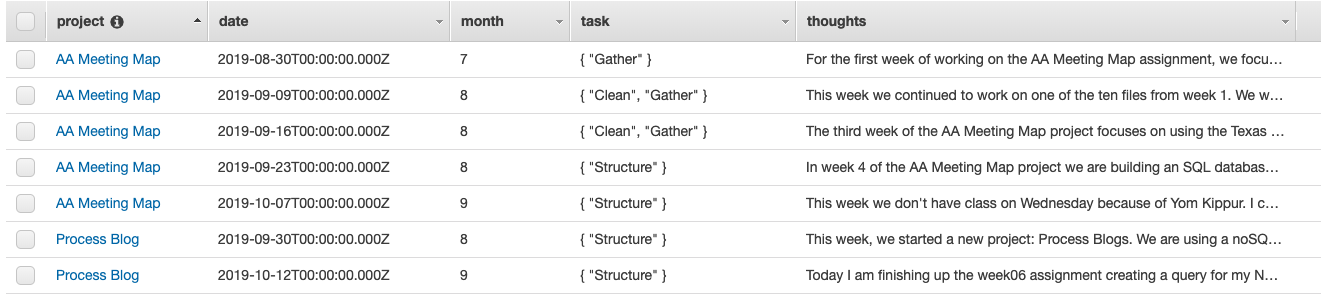 project date month task thoughts
AA Meeting Map 2019-08-30T00:00:00.000Z 7 { "Gather" } For the first week of working on the AA Meeting Map assignment, we focu...
AA Meeting Map 2019-09-09T00:00:00.000Z 8 { "Clean", "Gather" } This week we continued to work on one of the ten files from week 1. We w...
AA Meeting Map 2019-09-16T00:00:00.000Z 8 { "Clean", "Gather" } The third week of the AA Meeting Map project focuses on using the Texas ...
AA Meeting Map 2019-09-23T00:00:00.000Z 8 { "Structure" } In week 4 of the AA Meeting Map project we are building an SQL databas...
AA Meeting Map 2019-10-07T00:00:00.000Z 9 { "Structure" } This week we don't have class on Wednesday because of Yom Kippur. I c...
Process Blog 2019-09-30T00:00:00.000Z 8 { "Structure" } This week, we started a new project: Process Blogs. We are using a noSQ...
Process Blog 2019-10-12T00:00:00.000Z 9 { "Structure" } Today I am finishing up the week06 assignment creating a query for my N...